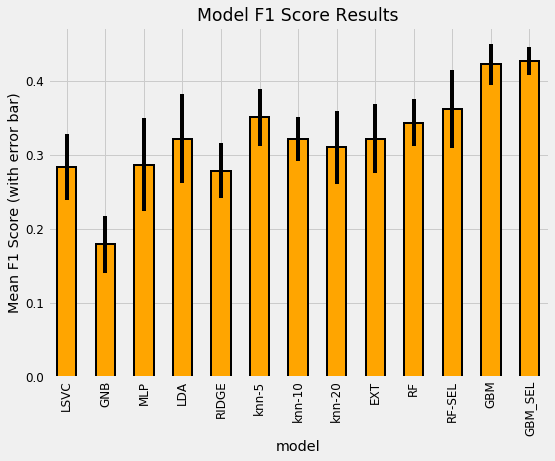 Model F1 Score Results
Mean F1 Score (with error bar)
0.4
0.3
0.2
0.1
0.0
LSVC
GNB
MLP
LDA
RIDGE
knn-5
knn-10
knn-20
EXT
RF
RF-SEL
GBM
GBM_SEL
model